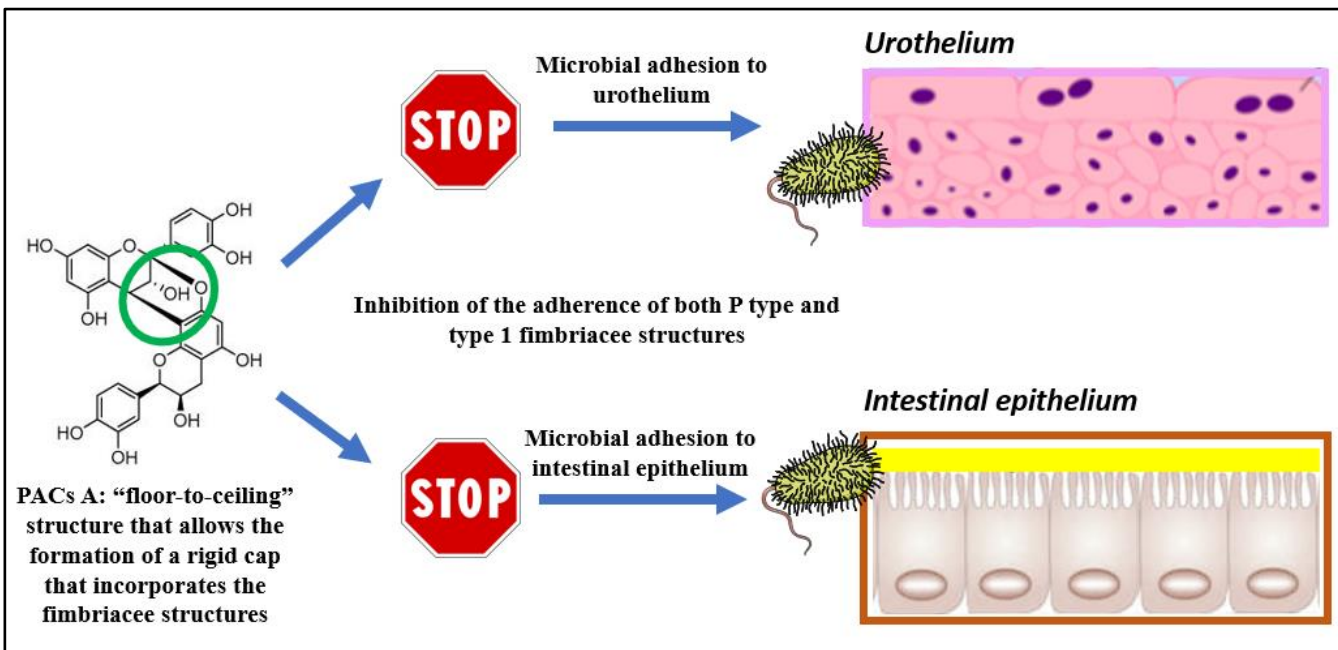 Urothelium
Microbial adhesion to
urothelium
STOP
OH
OH
HO
O
OH
O
OH
O
OH
OH
HO
OH
Inhibition of the adherence of both P type and
type 1 fimbriacee structures
Intestinal epithelium
Microbial adhesion to
intestinal epithelium
STOP
PACs A: “floor-to-ceiling”
structure that allows the
formation of a rigid cap
that incorporates the
fimbriacee structures